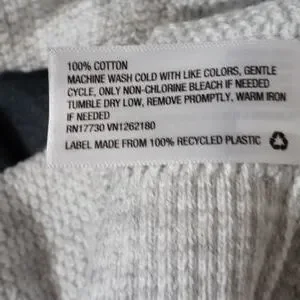 100% COTTON
MACHINE WASH COLD WITH LIKE COLORS, GENTLE
CYCLE, ONLY NON-CHLORINE BLEACH IF NEEDED
TUMBLE DRY LOW, REMOVE PROMPTLY, WARM IRON
IF NEEDED
RN17730 VN1262180
LABEL MADE FROM 100% RECYCLED PLASTIC